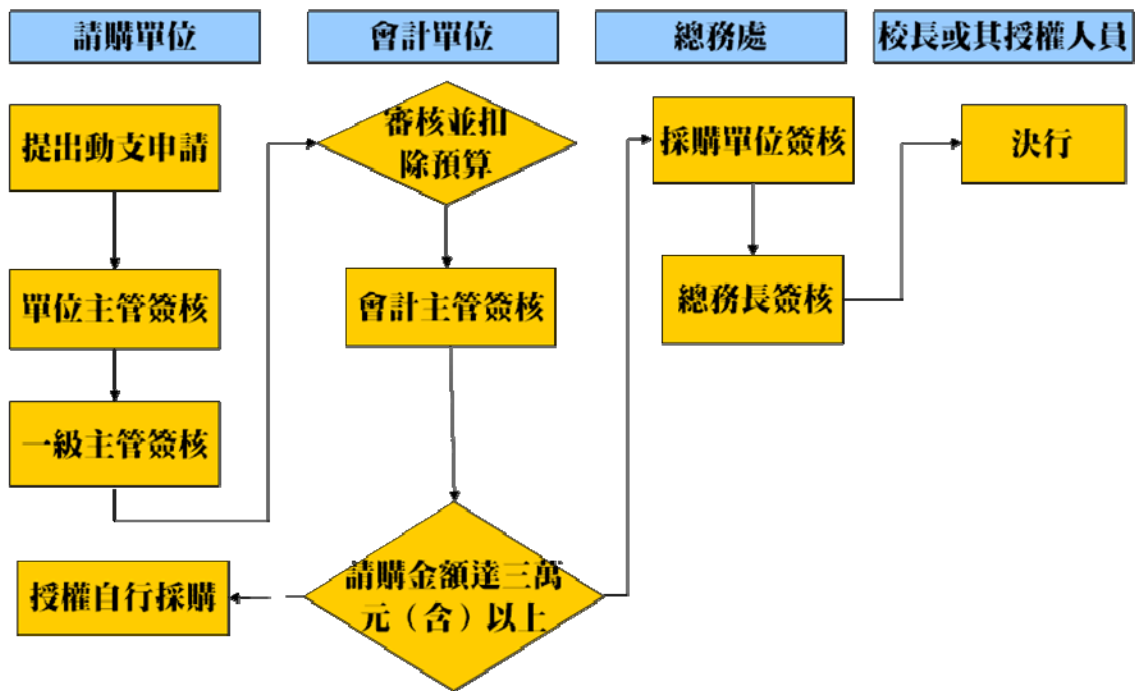 請購單位
會計單位
總務處
校長或其授權人員
提出動支申請
單位主管簽核
一級主管簽核
審核並扣
除預算
會計主管簽核
請購金額達三萬
元（含）以上
授權自行採購
採購單位簽核
總務長簽核
決行